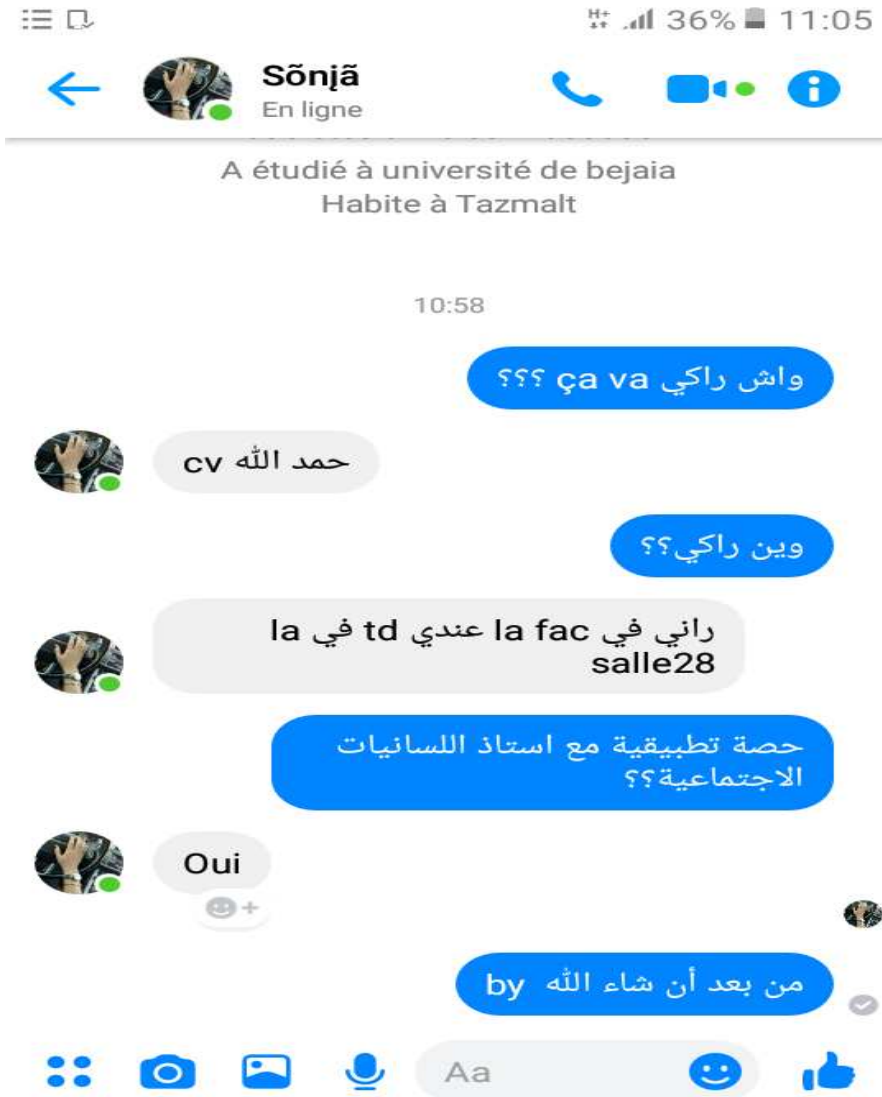 H+ 36% 11:05
Sõnjã
En ligne
A étudié à université de bejaia
Habite à Tazmalt
10:58
واش راكي ça va ؟؟؟
حمد الله cv
وين راكي؟؟
راني في la fac عندي td في la
salle28
حصة تطبيقية مع استاذ اللسانيات
الاجتماعية؟؟
Oui
من بعد أن شاء الله by
Aa